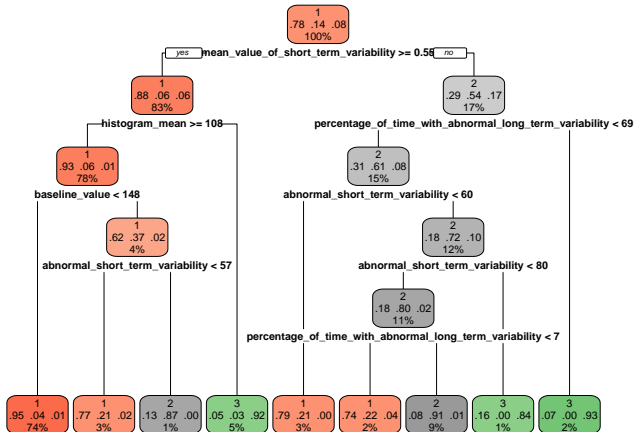 1
.78 .14 .08
100%
yes mean_value_of_short_term_variability >= 0.55 no
1
.88 .06 .06
83%
2
.29 .54 .17
17%
histogram_mean >= 108
percentage_of_time_with_abnormal_long_term_variability < 69
1
.93 .06 .01
78%
2
.31 .61 .08
15%
baseline_value < 148
abnormal_short_term_variability < 60
1
.62 .37 .02
4%
2
.18 .72 .10
12%
abnormal_short_term_variability < 57
abnormal_short_term_variability < 80
2
.18 .80 .02
11%
percentage_of_time_with_abnormal_long_term_variability < 7
1
.95 .04 .01
74%
1
.77 .21 .02
3%
2
.13 .87 .00
1%
3
.05 .03 .92
5%
1
.79 .21 .00
3%
1
.74 .22 .04
2%
2
.08 .91 .01
9%
3
.16 .00 .84
1%
3
.07 .00 .93
2%